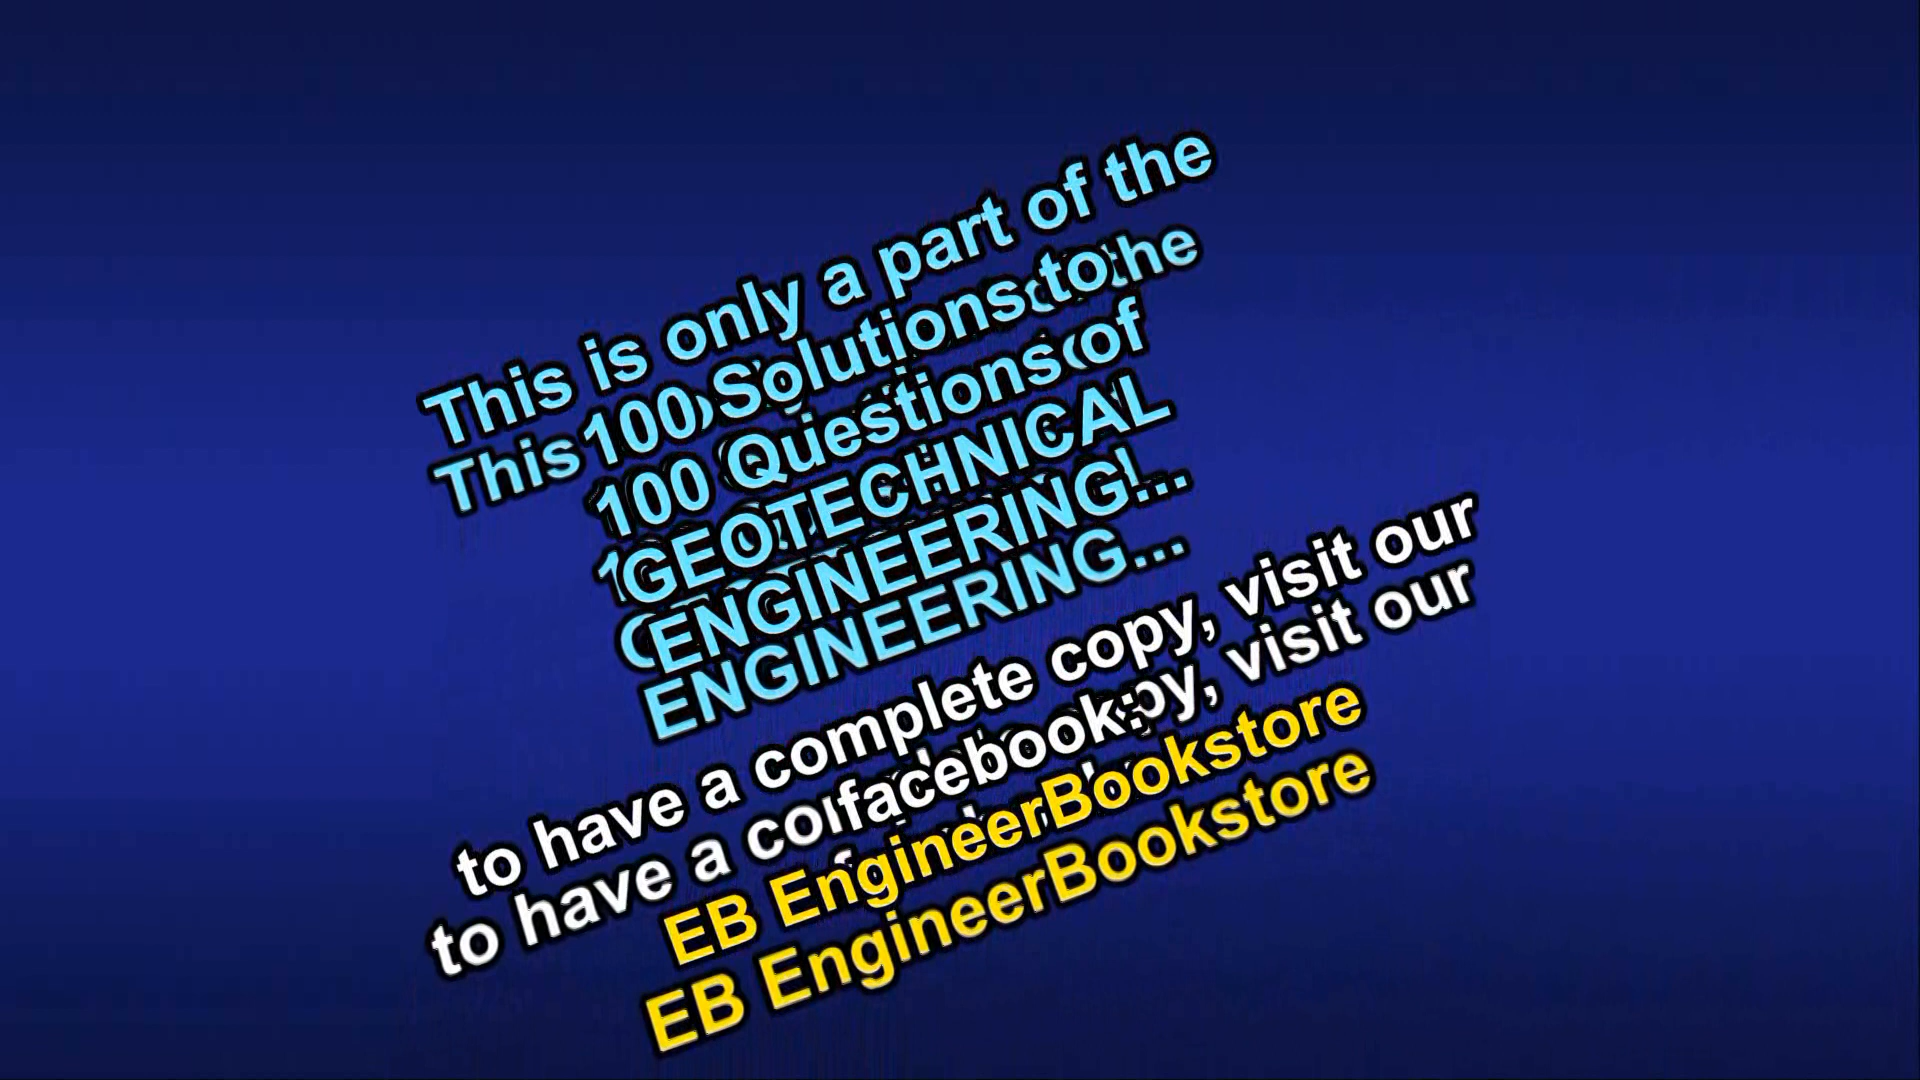 This is only a part of the
100 Solutions to
This the
100 Questions of
GEOTECHNICAL
ENGINEERING...
ENGINEERING...
to have a complete copy, visit our
to have a py, visit our
facebook:
EB EngineerBookstore
EB EngineerBookstore